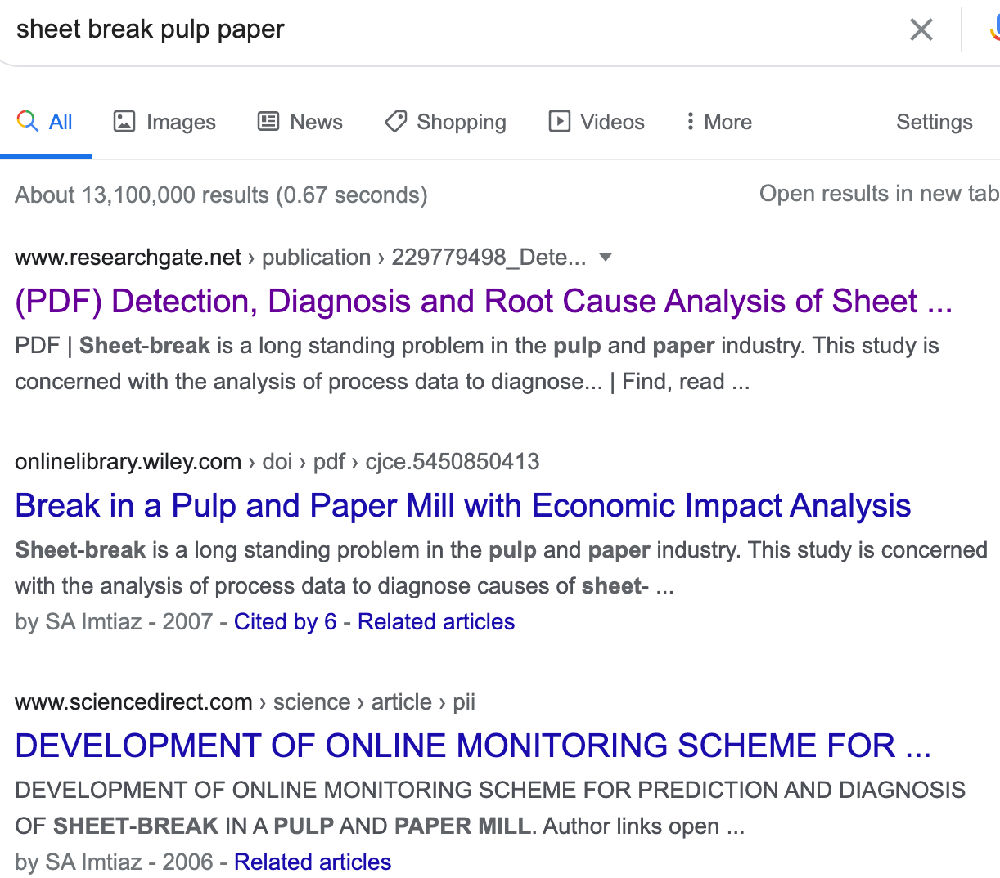 sheet break pulp paper
All Images News Shopping Videos More Settings
About 13,100,000 results (0.67 seconds) Open results in new tab
www.researchgate.net › publication › 229779498_Dete...
(PDF) Detection, Diagnosis and Root Cause Analysis of Sheet ...
PDF | Sheet-break is a long standing problem in the pulp and paper industry. This study is
concerned with the analysis of process data to diagnose... | Find, read ...
onlinelibrary.wiley.com › doi › pdf › cjce.5450850413
Break in a Pulp and Paper Mill with Economic Impact Analysis
Sheet-break is a long standing problem in the pulp and paper industry. This study is concerned
with the analysis of process data to diagnose causes of sheet- ...
by SA Imtiaz - 2007 - Cited by 6 - Related articles
www.sciencedirect.com › science › article › pii
DEVELOPMENT OF ONLINE MONITORING SCHEME FOR ...
DEVELOPMENT OF ONLINE MONITORING SCHEME FOR PREDICTION AND DIAGNOSIS
OF SHEET-BREAK IN A PULP AND PAPER MILL. Author links open ...
by SA Imtiaz - 2006 - Related articles